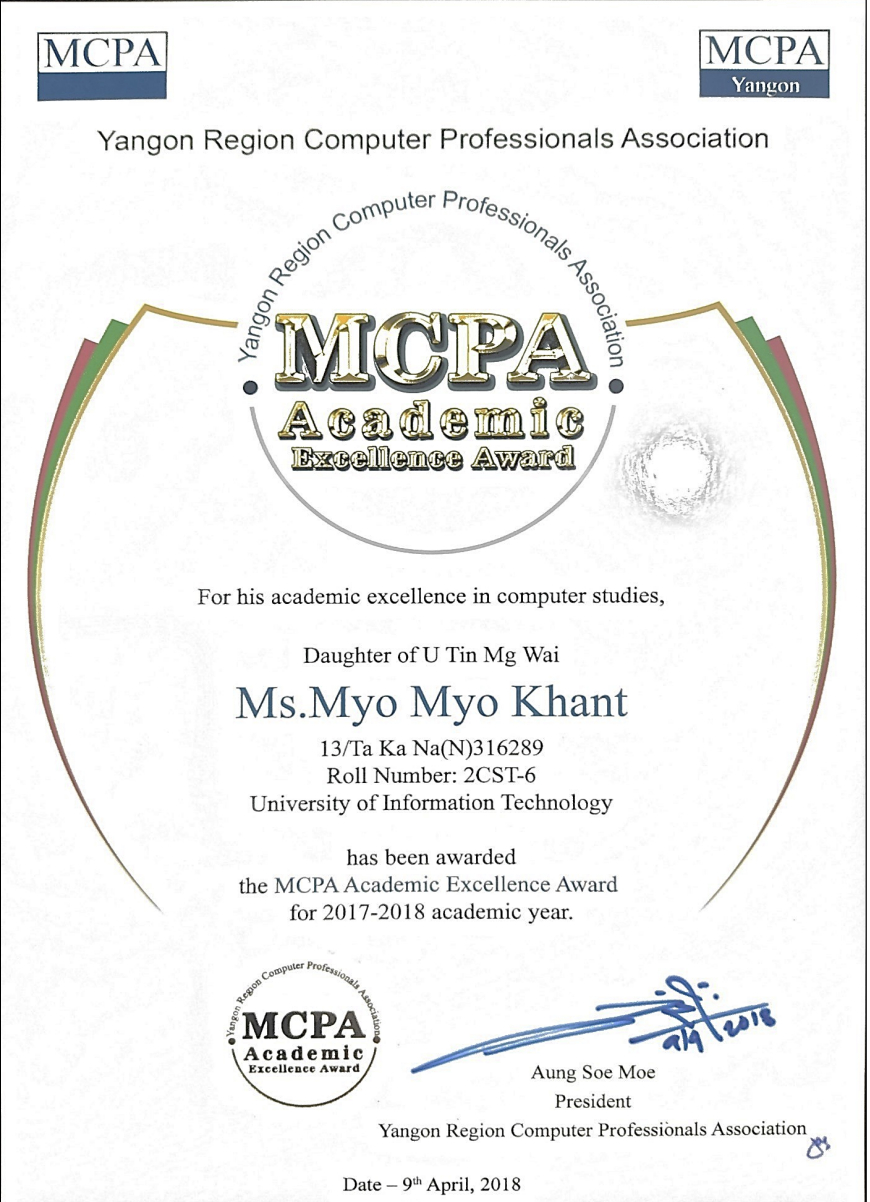 MCPA
MCPA
Yangon
Yangon Region Computer Professionals Association
Yangon Region Computer Professionals Association
MCPA
Academic
Excellence Award
For his academic excellence in computer studies,
Daughter of U Tin Mg Wai
Ms.Myo Myo Khant
13/Ta Ka Na(N)316289
Roll Number: 2CST-6
University of Information Technology
has been awarded
the MCPA Academic Excellence Award
for 2017-2018 academic year.
Yangon Region Computer Professionals Association
MCPA
Academic
Excellence Award
9/4/2018
Aung Soe Moe
President
Yangon Region Computer Professionals Association
Date – 9th April, 2018